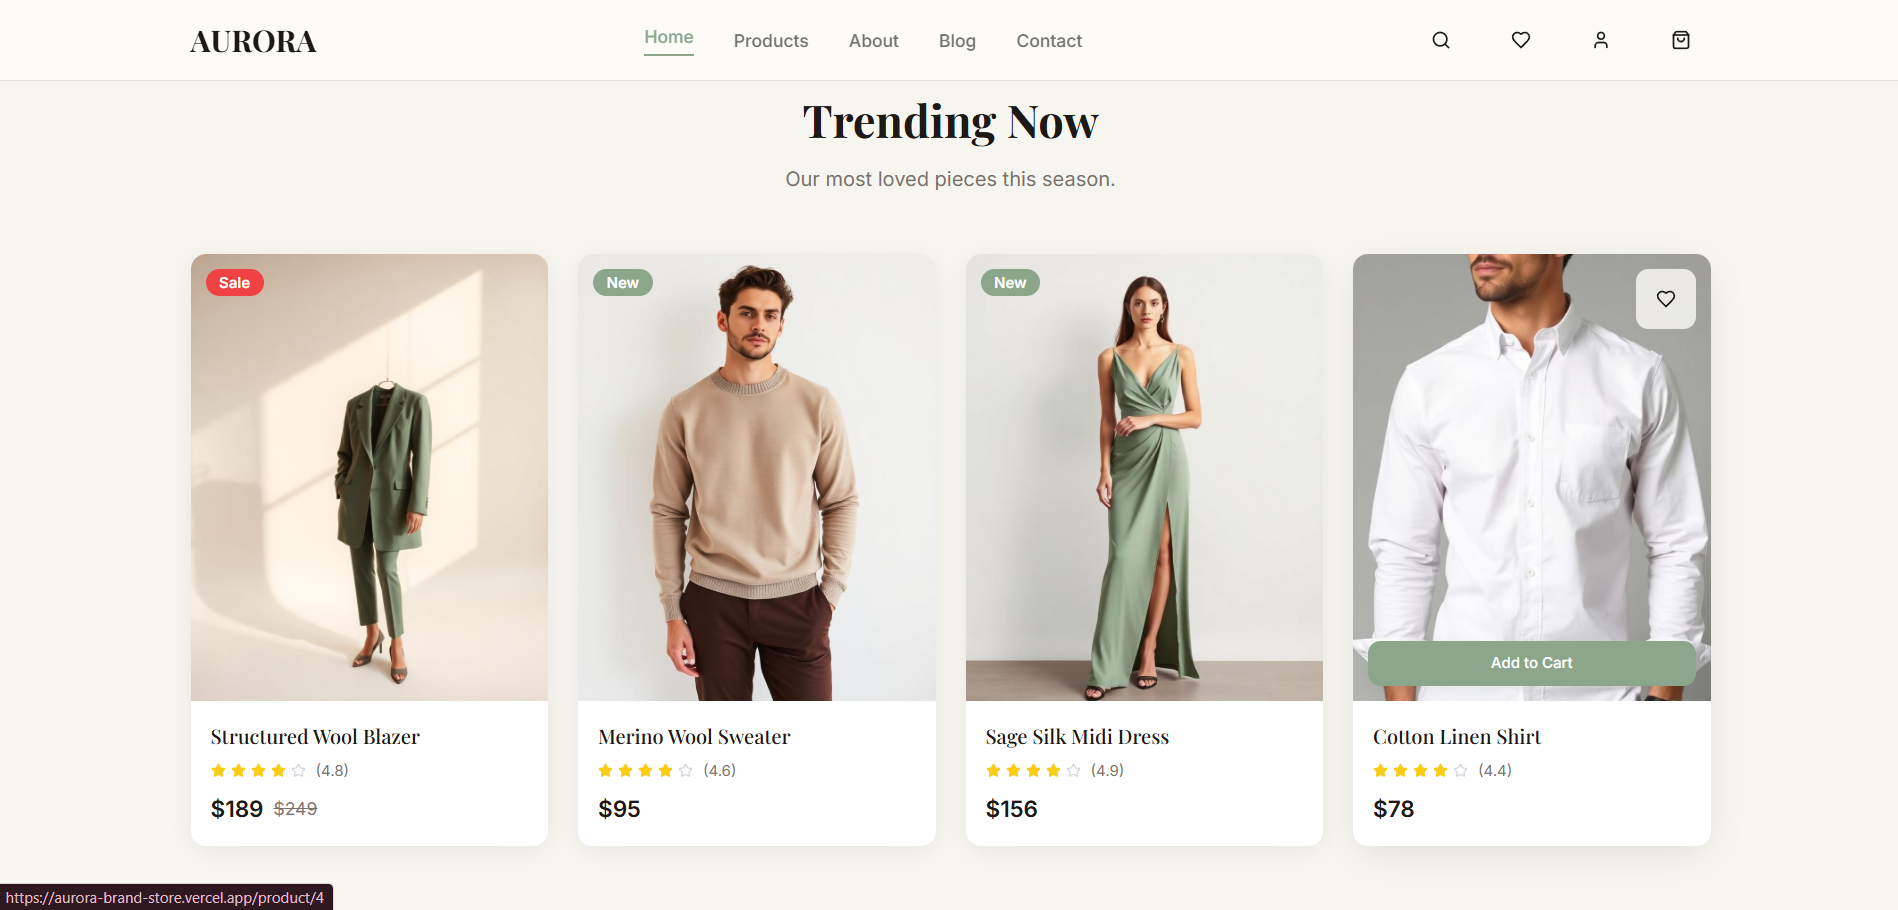 AURORA
Home Products About Blog Contact
Trending Now
Our most loved pieces this season.
Sale
New
New
Add to Cart
Structured Wool Blazer
(4.8)
$189 $249
Merino Wool Sweater
(4.6)
$95
Sage Silk Midi Dress
(4.9)
$156
Cotton Linen Shirt
(4.4)
$78
https://aurora-brand-store.vercel.app/product/4